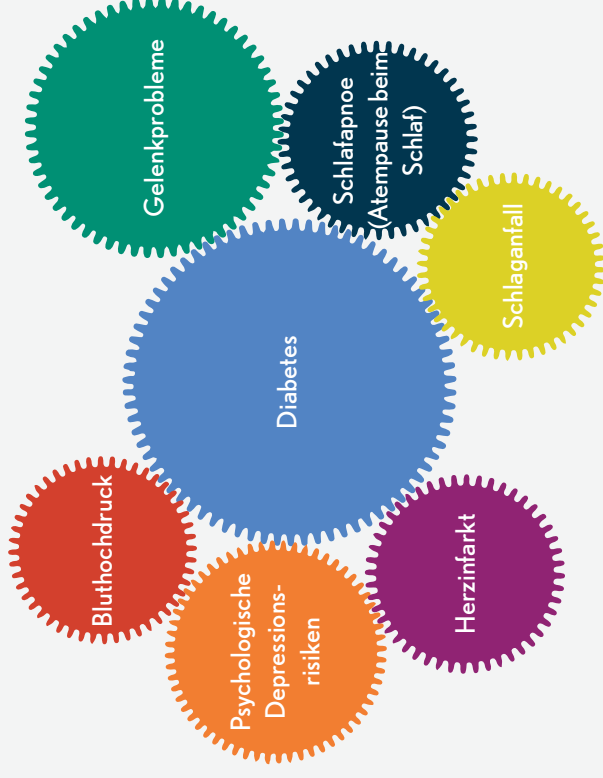 Bluthochdruck
Gelenkprobleme
Psychologische
Depressions-
risiken
Diabetes
Schlafapnoe
(Atempause beim
Schlaf)
Herzinfarkt
Schlaganfall